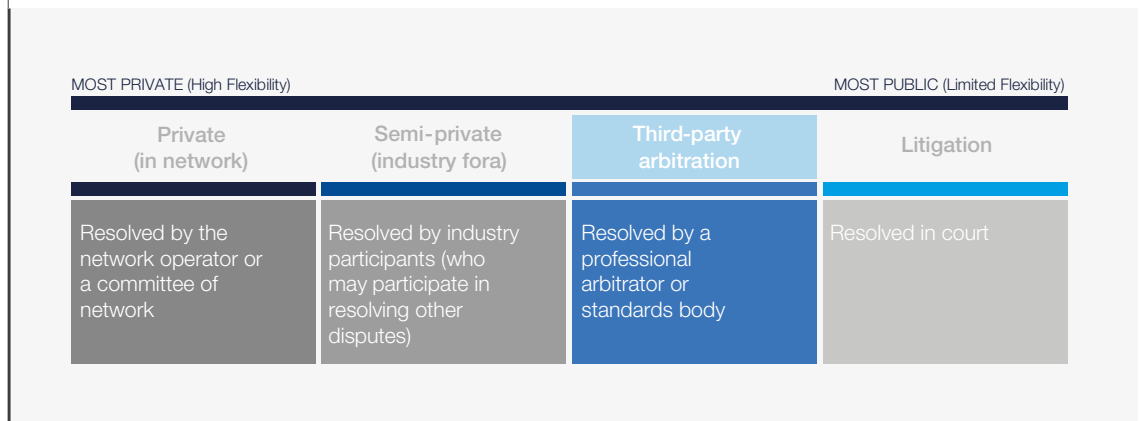 MOST PRIVATE (High Flexibility)
MOST PUBLIC (Limited Flexibility)
Private
(in network)
Semi-private
(industry fora)
Third-party
arbitration
Litigation
Resolved by the
network operator or
a committee of
network
Resolved by industry
participants (who
may participate in
resolving other
disputes)
Resolved by a
professional
arbitrator or
standards body
Resolved in court